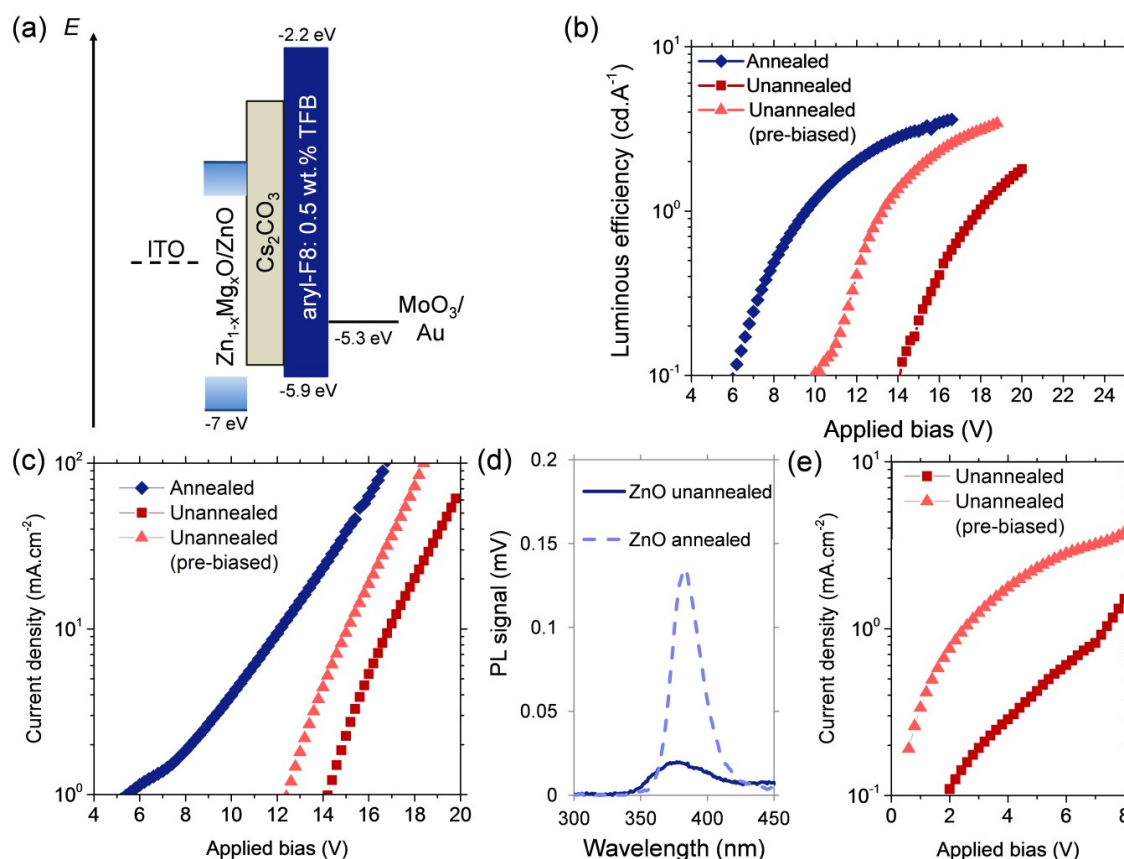 (a)
E
-2.2 eV
ITO
Zn1-xMgxO/ZnO
Cs2CO3
aryl-F8: 0.5 wt.% TFB
MoO3/
Au
-5.3 eV
-5.9 eV
-7 eV
(b)
Luminous efficiency (cd.A-1)
10^1
10^0
10^-1
Annealed
Unannealed
Unannealed
(pre-biased)
4 6 8 10 12 14 16 18 20 22 24
Applied bias (V)
(c)
Current density (mA.cm-2)
10^2
10^1
10^0
Annealed
Unannealed
Unannealed
(pre-biased)
4 6 8 10 12 14 16 18 20
Applied bias (V)
(d)
PL signal (mV)
0.2
0.15
0.1
0.05
0
ZnO unannealed
ZnO annealed
300 350 400 450
Wavelength (nm)
(e)
Current density (mA.cm-2)
10^1
10^0
10^-1
Unannealed
Unannealed
(pre-biased)
0 2 4 6 8
Applied bias (V)